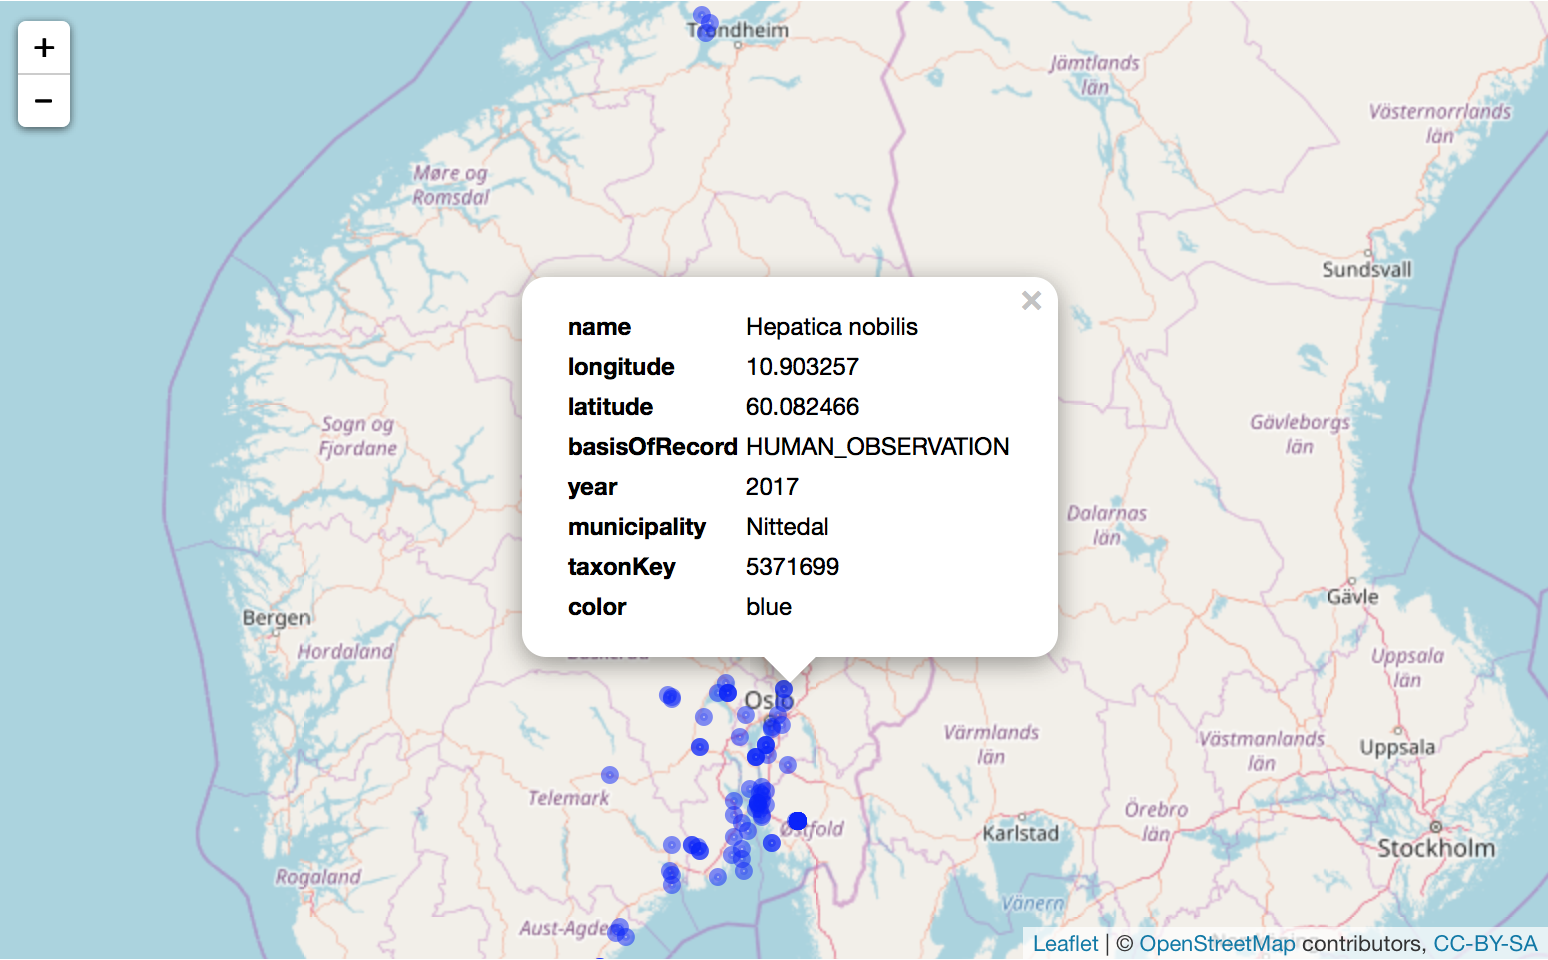 +
−
Trondheim
Jämtlands
län
Västernorrlands
län
Møre og
Romsdal
Sundsvall
×
name Hepatica nobilis
longitude 10.903257
latitude 60.082466
basisOfRecord HUMAN_OBSERVATION
year 2017
municipality Nittedal
taxonKey 5371699
color blue
Sogn og
Fjordane
Gävleborgs
län
Dalarnas
län
Gävle
Bergen
Hordaland
Uppsala
län
Oslo
Värmlands
län
Västmanlands
län
Uppsala
Telemark
Østfold
Örebro
län
Karlstad
Stockholm
Rogaland
Vänern
Aust-Agder
Leaflet | © OpenStreetMap contributors, CC-BY-SA